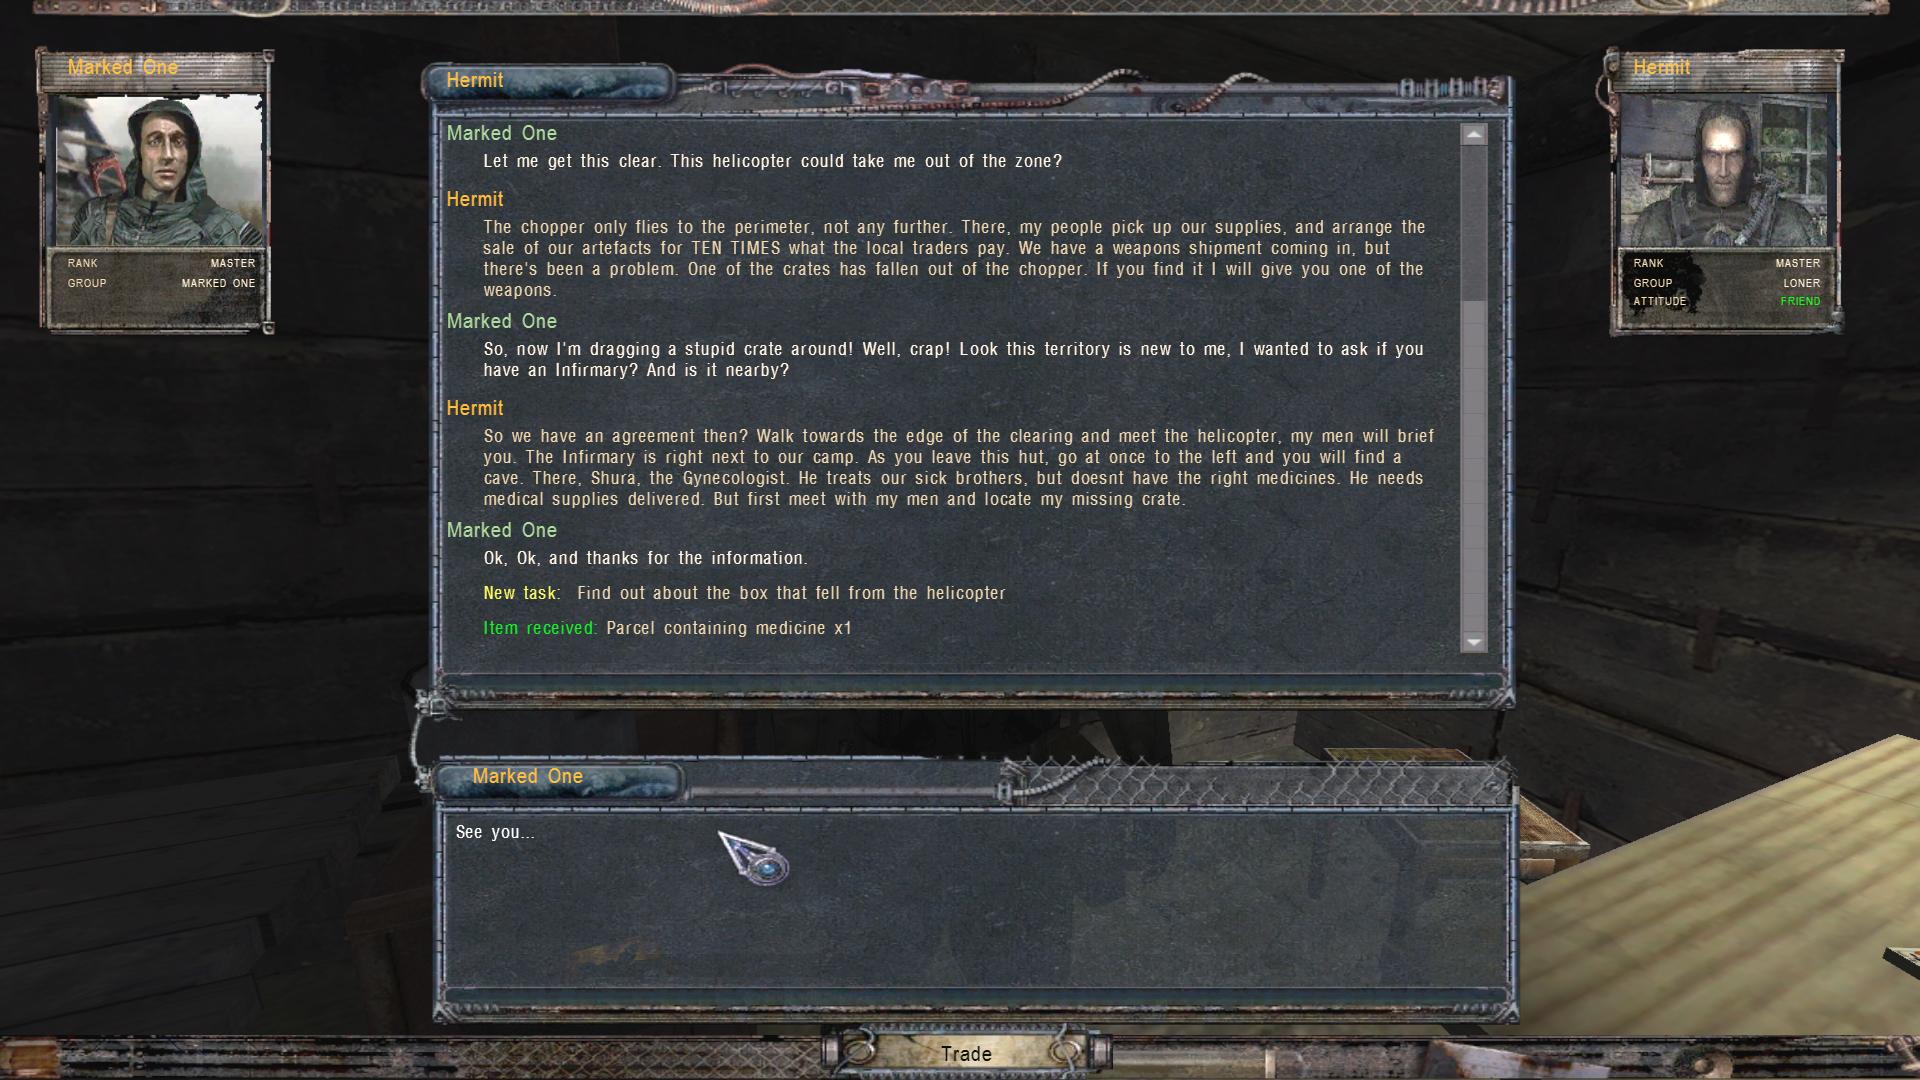 Marked One
Hermit
Hermit
Marked One
Let me get this clear. This helicopter could take me out of the zone?
Hermit
The chopper only flies to the perimeter, not any further. There, my people pick up our supplies, and arrange the
sale of our artefacts for TEN TIMES what the local traders pay. We have a weapons shipment coming in, but
there's been a problem. One of the crates has fallen out of the chopper. If you find it I will give you one of the
weapons.
Marked One
So, now I'm dragging a stupid crate around! Well, crap! Look this territory is new to me, I wanted to ask if you
have an Infirmary? And is it nearby?
Hermit
So we have an agreement then? Walk towards the edge of the clearing and meet the helicopter, my men will brief
you. The Infirmary is right next to our camp. As you leave this hut, go at once to the left and you will find a
cave. There, Shura, the Gynecologist. He treats our sick brothers, but doesnt have the right medicines. He needs
medical supplies delivered. But first meet with my men and locate my missing crate.
Marked One
Ok, Ok, and thanks for the information.
New task: Find out about the box that fell from the helicopter
Item received: Parcel containing medicine x1
RANK MASTER
GROUP MARKED ONE
RANK MASTER
GROUP LONER
ATTITUDE FRIEND
Marked One
See you...
Trade